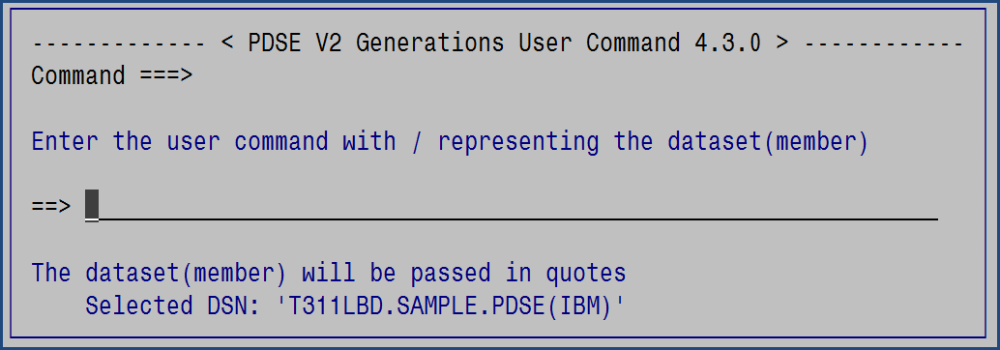 ------------- < PDSE V2 Generations User Command 4.3.0 > ------------
Command ===>
Enter the user command with / representing the dataset(member)
==>
The dataset(member) will be passed in quotes
Selected DSN: 'T311LBD.SAMPLE.PDSE(IBM)'